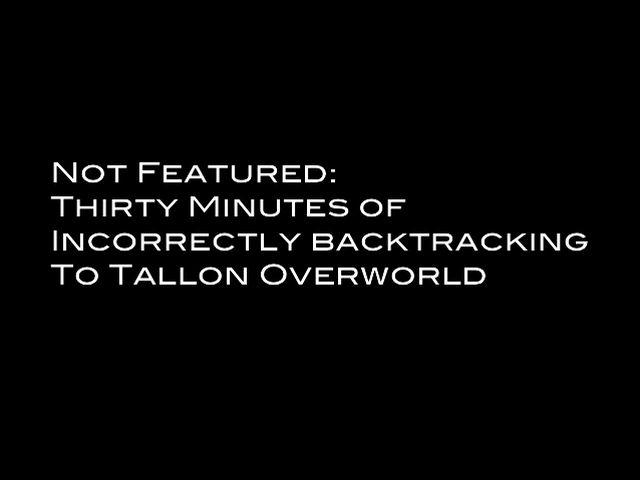 Not Featured:
Thirty Minutes of
Incorrectly backtracking
To Tallon Overworld